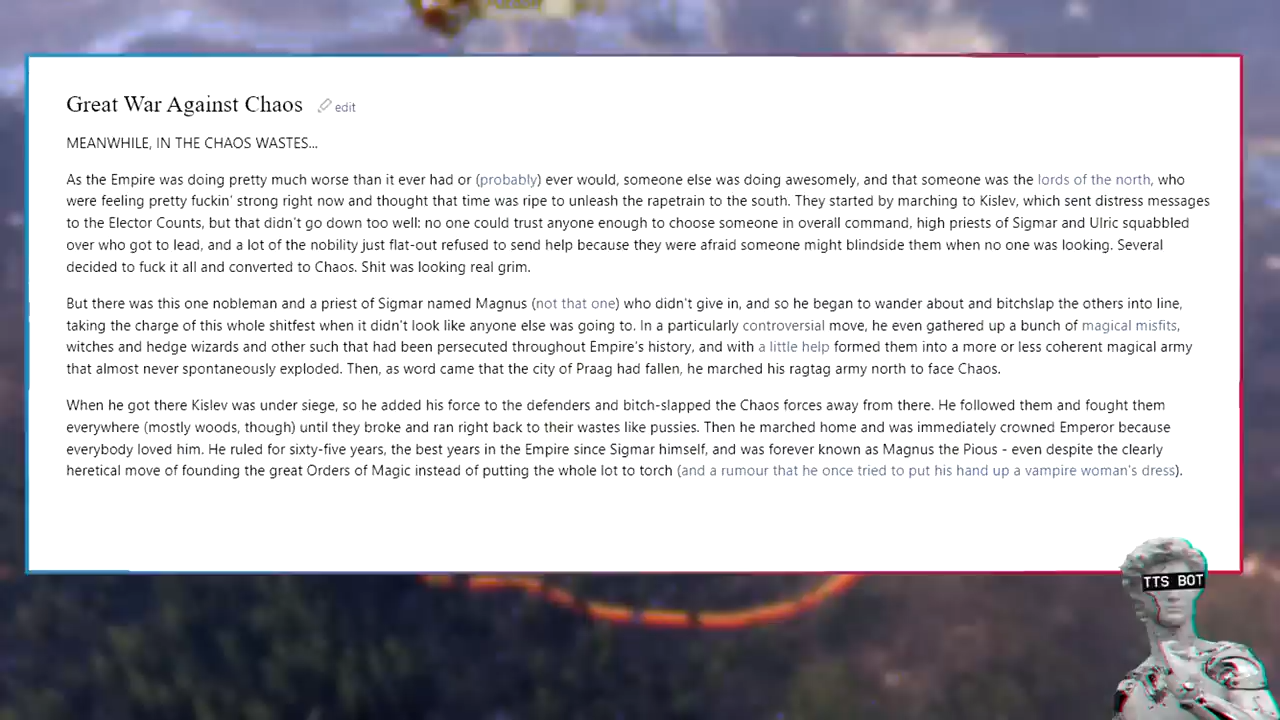 Great War Against Chaos edit
MEANWHILE, IN THE CHAOS WASTES...
As the Empire was doing pretty much worse than it ever had or (probably) ever would, someone else was doing awesomely, and that someone was the lords of the north, who
were feeling pretty fuckin' strong right now and thought that time was ripe to unleash the rapetrain to the south. They started by marching to Kislev, which sent distress messages
to the Elector Counts, but that didn't go down too well: no one could trust anyone enough to choose someone in overall command, high priests of Sigmar and Ulric squabbled
over who got to lead, and a lot of the nobility just flat-out refused to send help because they were afraid someone might blindside them when no one was looking. Several
decided to fuck it all and converted to Chaos. Shit was looking real grim.
But there was this one nobleman and a priest of Sigmar named Magnus (not that one) who didn't give in, and so he began to wander about and bitchslap the others into line,
taking the charge of this whole shitfest when it didn't look like anyone else was going to. In a particularly controversial move, he even gathered up a bunch of magical misfits,
witches and hedge wizards and other such that had been persecuted throughout Empire's history, and with a little help formed them into a more or less coherent magical army
that almost never spontaneously exploded. Then, as word came that the city of Praag had fallen, he marched his ragtag army north to face Chaos.
When he got there Kislev was under siege, so he added his force to the defenders and bitch-slapped the Chaos forces away from there. He followed them and fought them
everywhere (mostly woods, though) until they broke and ran right back to their wastes like pussies. Then he marched home and was immediately crowned Emperor because
everybody loved him. He ruled for sixty-five years, the best years in the Empire since Sigmar himself, and was forever known as Magnus the Pious - even despite the clearly
heretical move of founding the great Orders of Magic instead of putting the whole lot to torch (and a rumour that he once tried to put his hand up a vampire woman's dress).
TTS BOT